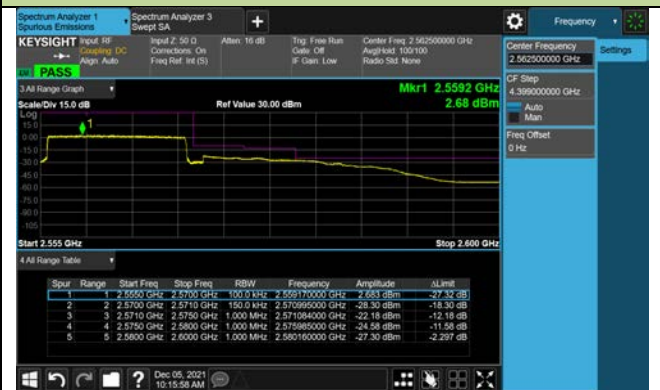 Spectrum Analyzer 1
Spurious Emissions
Spectrum Analyzer 3
Swept SA
+
Frequency
KEYSIGHT
Input: RF
Coupling: DC
Align: Auto
Input Z: 50 Ω
Corrections: On
Freq Ref: Int (S)
Atten: 16 dB
Trig: Free Run
Gate: Off
IF Gain: Low
Center Freq: 2.562500000 GHz
Avg|Hold: 100/100
Radio Std: None
PASS
3 All Range Graph
Scale/Div 15.0 dB
Ref Value 30.00 dBm
Mkr1 2.5592 GHz
2.68 dBm
Log
15.0
0.00
-15.0
-30.0
-45.0
-60.0
-75.0
-105
1
Start 2.555 GHz
Stop 2.600 GHz
4 All Range Table
Spur Range Start Freq Stop Freq RBW Frequency Amplitude ΔLimit
1 1 2.5550 GHz 2.5700 GHz 100.0 kHz 2.559170000 GHz 2.683 dBm -27.32 dB
2 2 2.5700 GHz 2.5710 GHz 150.0 kHz 2.570995000 GHz -28.30 dBm -18.30 dB
3 3 2.5710 GHz 2.5750 GHz 1.000 MHz 2.571084000 GHz -22.18 dBm -12.18 dB
4 4 2.5750 GHz 2.5800 GHz 1.000 MHz 2.575985000 GHz -24.58 dBm -11.58 dB
5 5 2.5800 GHz 2.6000 GHz 1.000 MHz 2.580160000 GHz -27.30 dBm -2.297 dB
Center Frequency
2.562500000 GHz
Settings
CF Step
4.399000000 GHz
Auto
Man
Freq Offset
0 Hz
?
Dec 05, 2021
10:15:58 AM